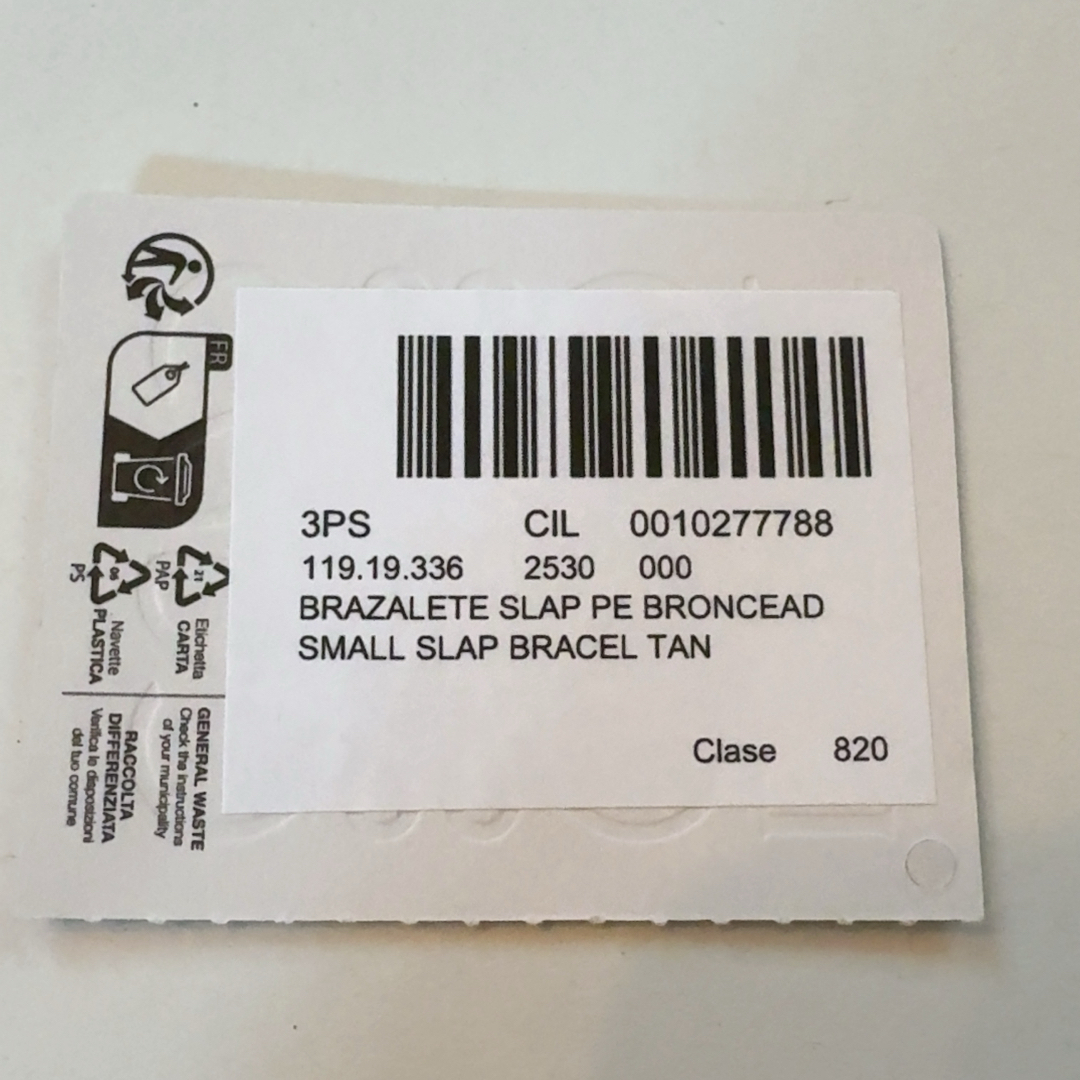 3PS CIL 0010277788
119.19.336 2530 000
BRAZALETE SLAP PE BRONCEAD
SMALL SLAP BRACEL TAN
Clase 820
FR
21
PAP
Etichetta
CARTA
06
PS
Navette
PLASTICA
GENERAL WASTE
Check the instructions
of your municipality
RACCOLTA
DIFFERENZIATA
Verifica le disposizioni
del tuo comune